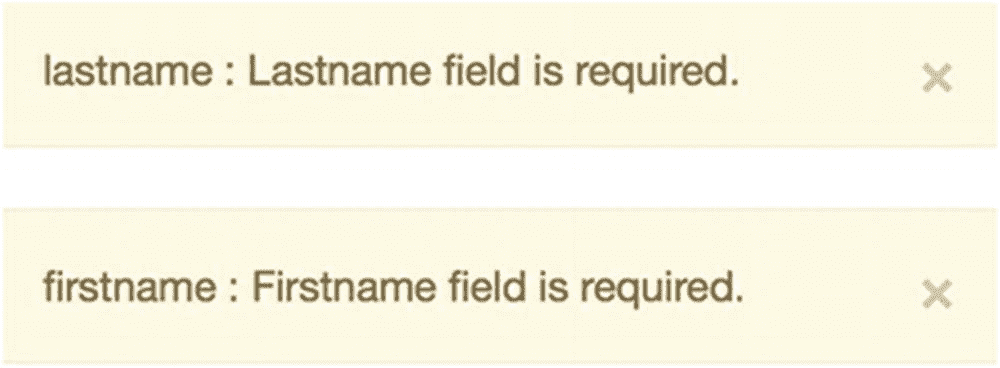 lastname : Lastname field is required.
firstname : Firstname field is required.